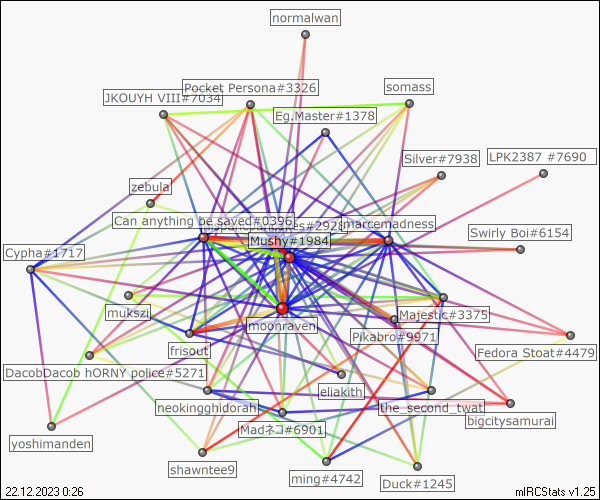 normalwan
Pocket Persona#3326
somass
JKOUYH VIII#7034
Eg.Master#1378
Silver#7938
LPK2387 #7690
zebula
Can anything be saved#0396
marcemadness
Swirly Boi#6154
Mushy#1984
Cypha#1717
mukszi
moonraven
Majestic#3375
Pikabro#9971
frisout
Fedora Stoat#4479
DacobDacob hORNY police#5271
eliakith
neokingghidorah
the_second_twat
bigcitysamurai
Madネコ#6901
yoshimanden
shawntee9
ming#4742
Duck#1245
22.12.2023 0:26
mIRCStats v1.25